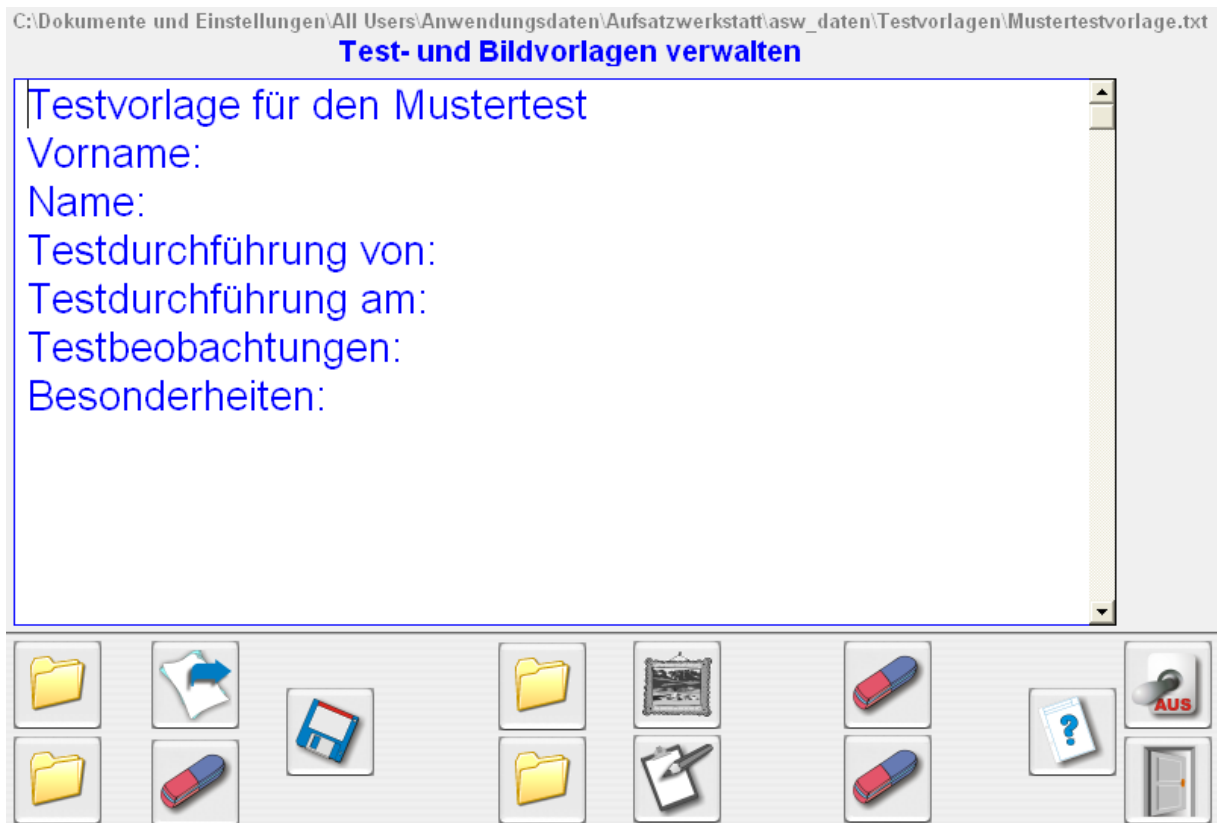 C:\Dokumente und Einstellungen\All Users\Anwendungsdaten\Aufsatzwerkstatt\asw_daten\Testvorlagen\Mustertestvorlage.txt
Test- und Bildvorlagen verwalten
Testvorlage für den Mustertest
Vorname:
Name:
Testdurchführung von:
Testdurchführung am:
Testbeobachtungen:
Besonderheiten:
?
AUS